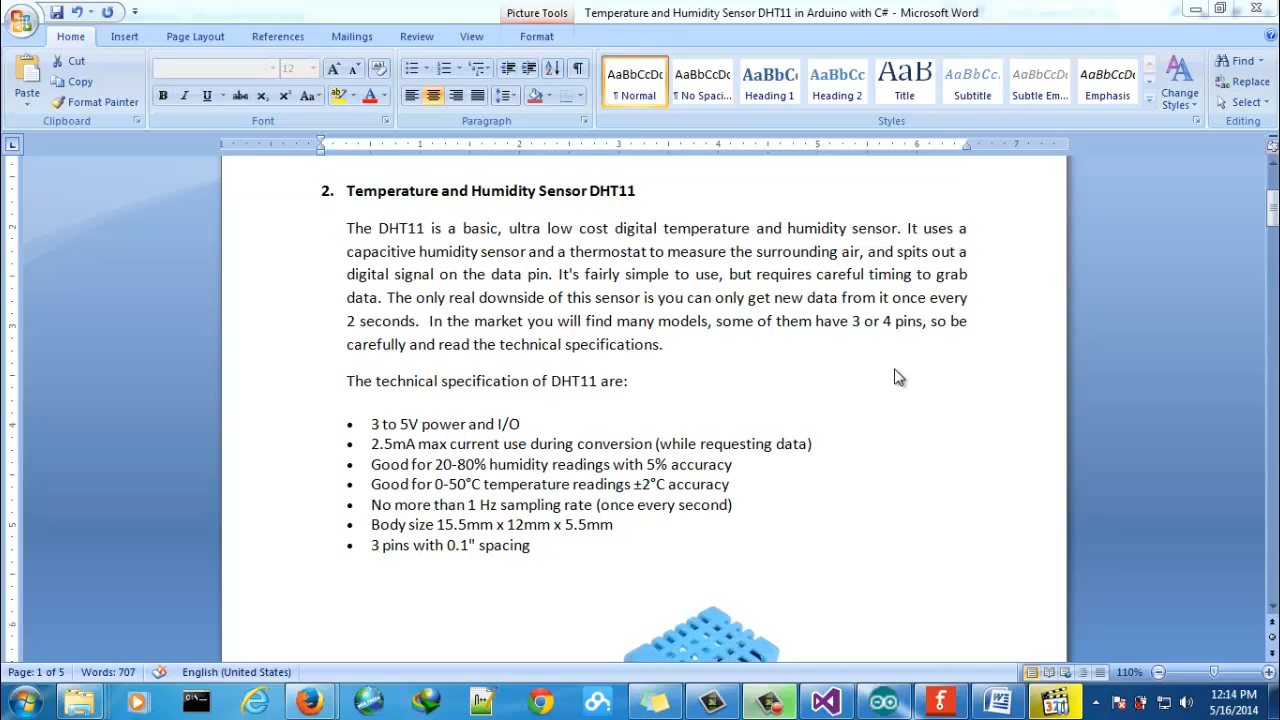 Picture Tools
Temperature and Humidity Sensor DHT11 in Arduino with C# - Microsoft Word
Home Insert Page Layout References Mailings Review View Format
Paste
Cut
Copy
Format Painter
Clipboard
12
Font
Paragraph
AaBbCcDc
¶ Normal
AaBbCcDc
¶ No Spaci...
AaBbC
Heading 1
AaBbCc
Heading 2
AaB
Title
AaBbCc.
Subtitle
AaBbCcDc
Subtle Em...
AaBbCcDc
Emphasis
Change
Styles
Styles
Find
Replace
Select
Editing
1 1 2 3 4 5 6 7
2. Temperature and Humidity Sensor DHT11
The DHT11 is a basic, ultra low cost digital temperature and humidity sensor. It uses a
capacitive humidity sensor and a thermostat to measure the surrounding air, and spits out a
digital signal on the data pin. It's fairly simple to use, but requires careful timing to grab
data. The only real downside of this sensor is you can only get new data from it once every
2 seconds. In the market you will find many models, some of them have 3 or 4 pins, so be
carefully and read the technical specifications.
The technical specification of DHT11 are:
• 3 to 5V power and I/O
• 2.5mA max current use during conversion (while requesting data)
• Good for 20-80% humidity readings with 5% accuracy
• Good for 0-50°C temperature readings ±2°C accuracy
• No more than 1 Hz sampling rate (once every second)
• Body size 15.5mm x 12mm x 5.5mm
• 3 pins with 0.1" spacing
Page: 1 of 5 Words: 707 English (United States) 110%
12:14 PM
5/16/2014